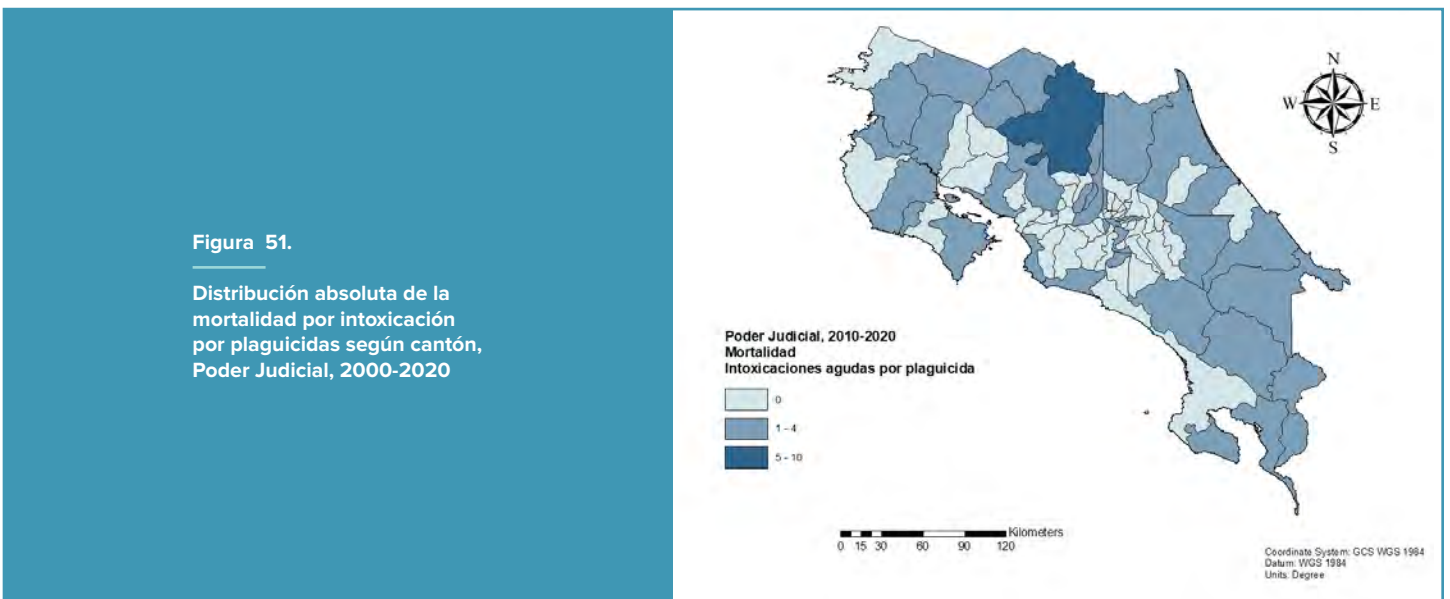 Figura 51.
Distribución absoluta de la
mortalidad por intoxicación
por plaguicidas según cantón,
Poder Judicial, 2000-2020
N
W
E
S
Poder Judicial, 2010-2020
Mortalidad
Intoxicaciones agudas por plaguicida
0
1 - 4
5 - 10
Kilometers
0 15 30 60 90 120
Coordinate System: GCS WGS 1984
Datum: WGS 1984
Units: Degree